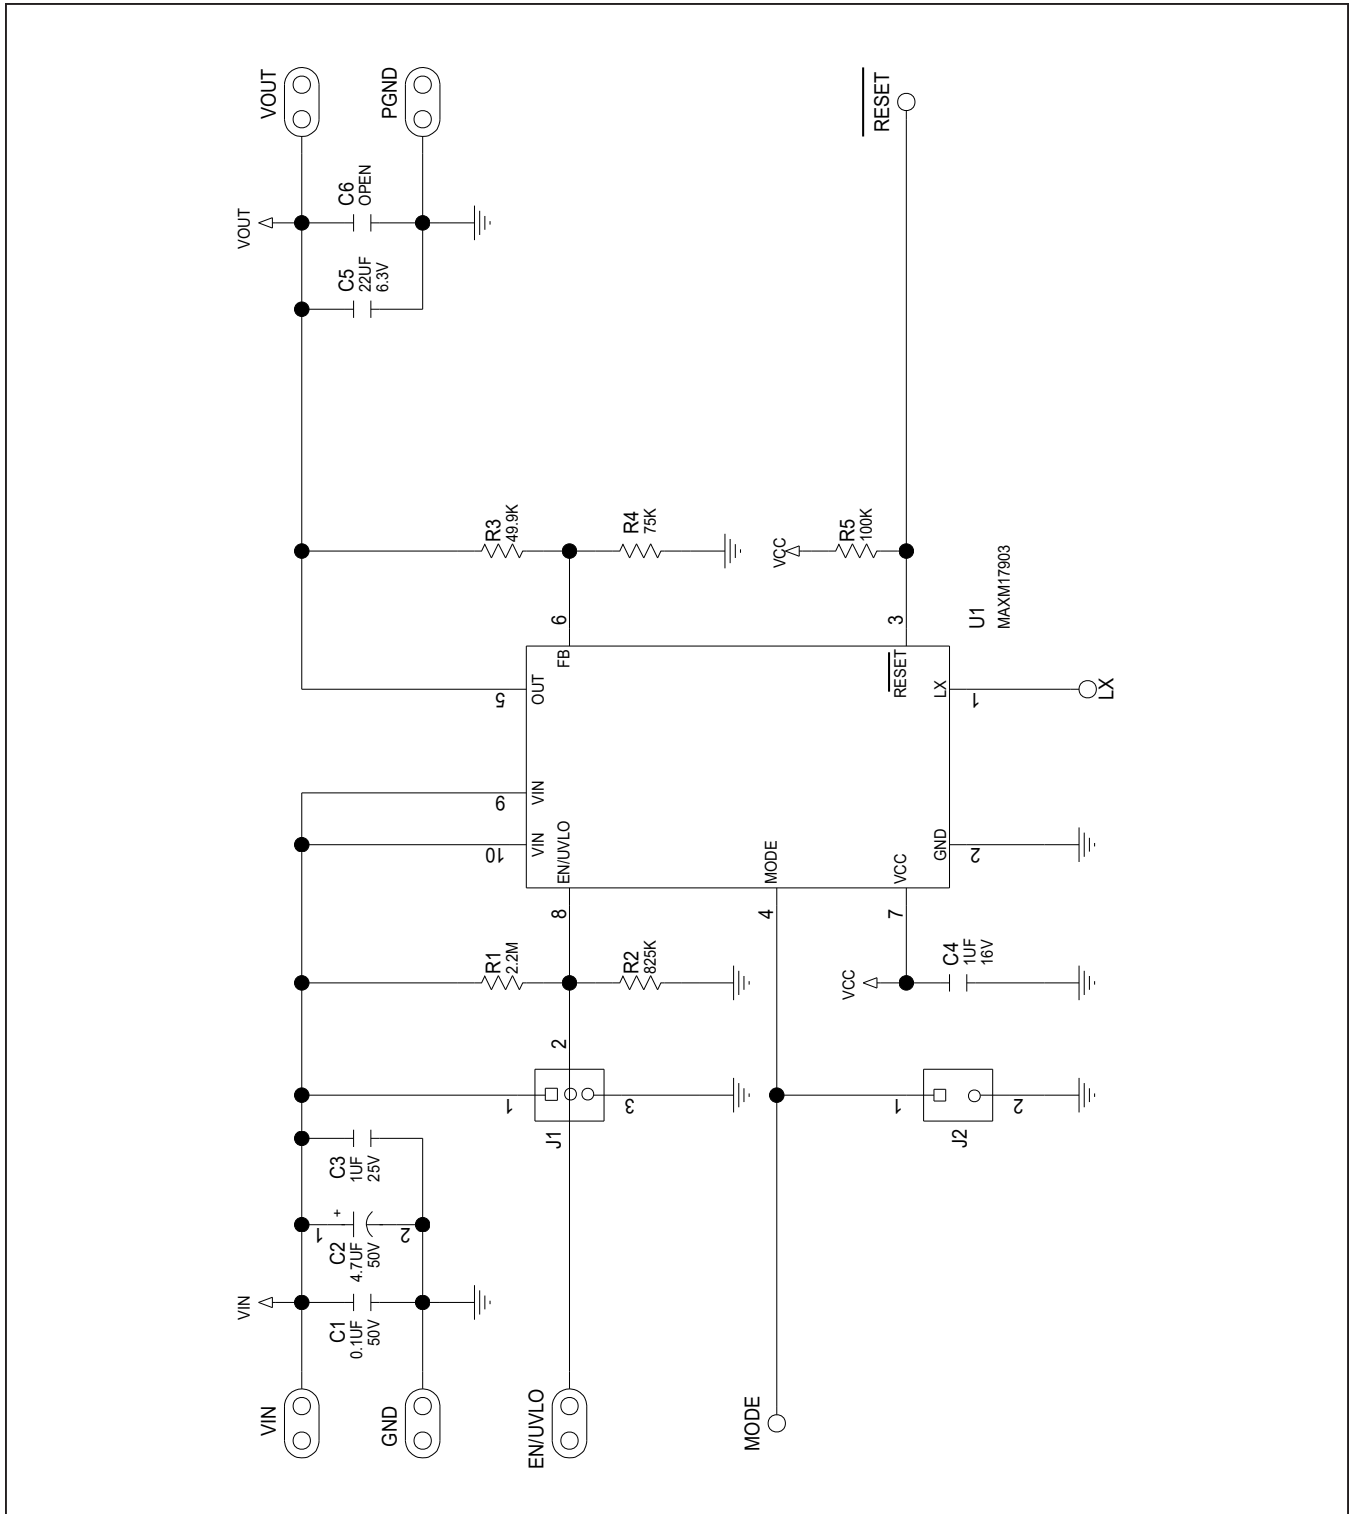 VIN
GND
EN/UVLO
MODE
VIN
C1
0.1UF
50V
1
+
C2
4.7UF
50V
2
C3
1UF
25V
1
J1
2
3
1
J2
2
R1
2.2M
R2
825K
VCC
C4
1UF
16V
10
9
5
8
4
7
2
1
6
3
VIN
VIN
OUT
EN/UVLO
MODE
VCC
GND
FB
RESET
LX
U1
MAXM17903
LX
R3
49.9K
R4
75K
VCC
R5
100K
C5
22UF
6.3V
C6
OPEN
VOUT
VOUT
PGND
RESET